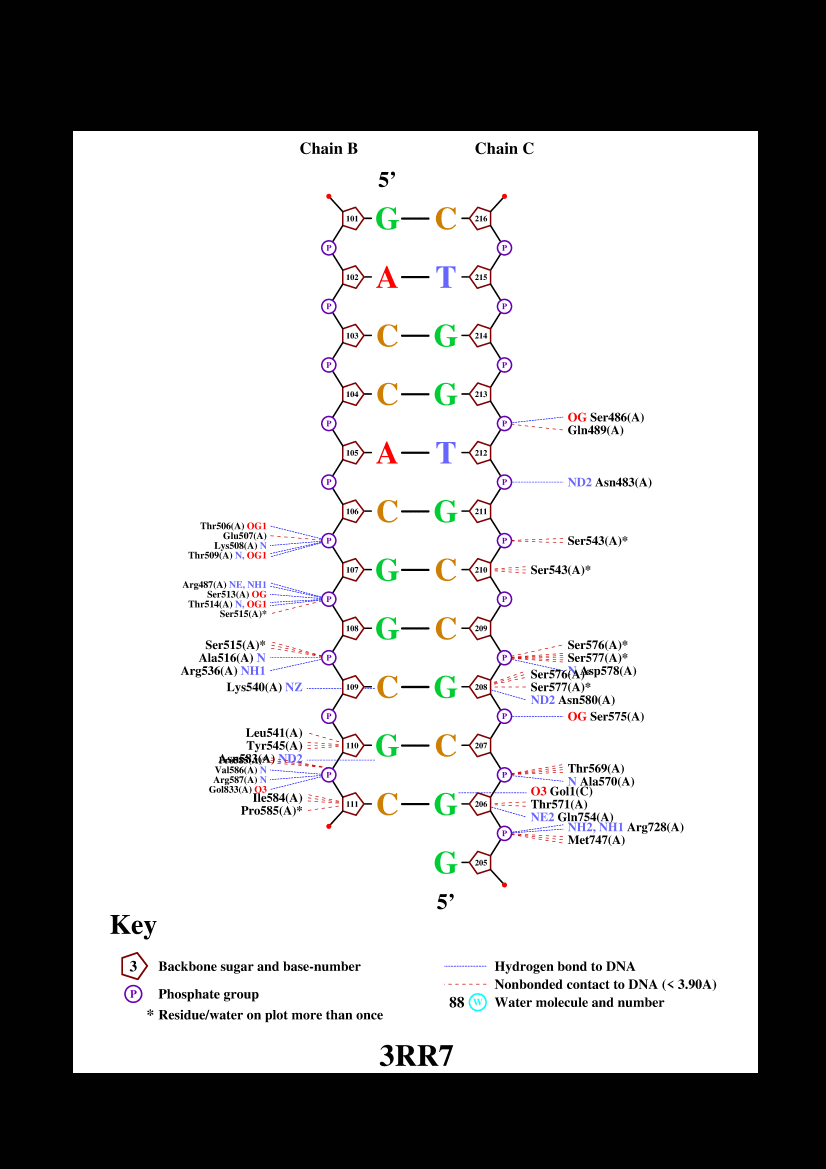 Chain B Chain C
5’
101 G C 216
P P
102 A T 215
P P
103 C G 214
P P
104 C G 213
P P OG Ser486(A)
Gln489(A)
105 A T 212
P P ND2 Asn483(A)
106 C G 211
Thr506(A) OG1
Glu507(A)
Lys508(A) N
Thr509(A) N, OG1
P P Ser543(A)*
107 G C 210 Ser543(A)*
Arg487(A) NE, NH1
Ser513(A) OG
Thr514(A) N, OG1
Ser515(A)*
P P
108 G C 209
Ser515(A)*
Ala516(A) N
Arg536(A) NH1
P P Ser576(A)*
Ser577(A)*
N Asp578(A)
Lys540(A) NZ 109 C G 208 Ser576(A)*
Ser577(A)*
ND2 Asn580(A)
P P OG Ser575(A)
Leu541(A)
Tyr545(A)
Asn583(A) ND2
110 G C 207
Val586(A) N
Arg587(A) N
Gol833(A) O3
P P Thr569(A)
N Ala570(A)
Ile584(A)
Pro585(A)*
111 C G 206 O3 Gol1(C)
Thr571(A)
NE2 Gln754(A)
P NH2, NH1 Arg728(A)
Met747(A)
G 205
5’
Key
3 Backbone sugar and base-number
P Phosphate group
* Residue/water on plot more than once
Hydrogen bond to DNA
Nonbonded contact to DNA (< 3.90A)
88 W Water molecule and number
3RR7